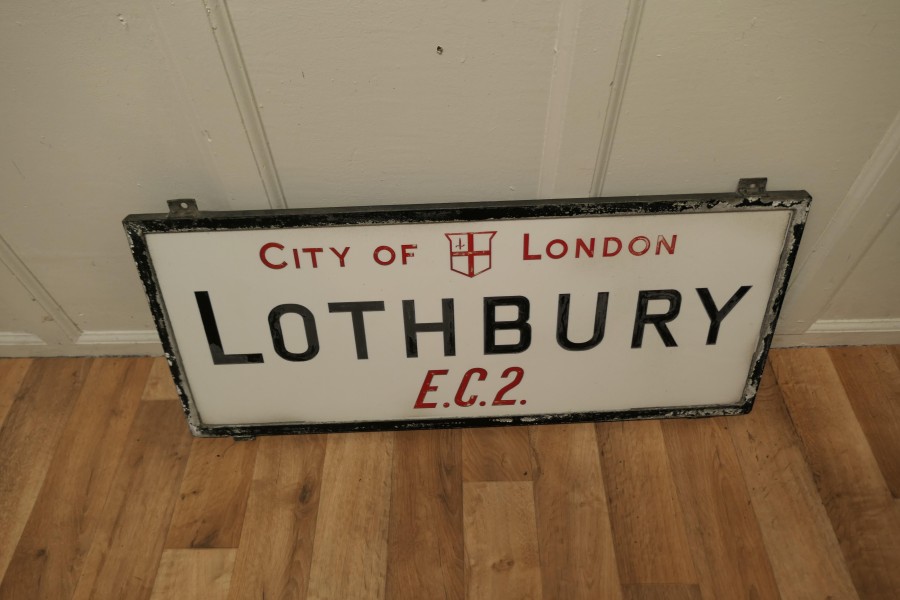 CITY OF LONDON
LOTHBURY
E.C.2.